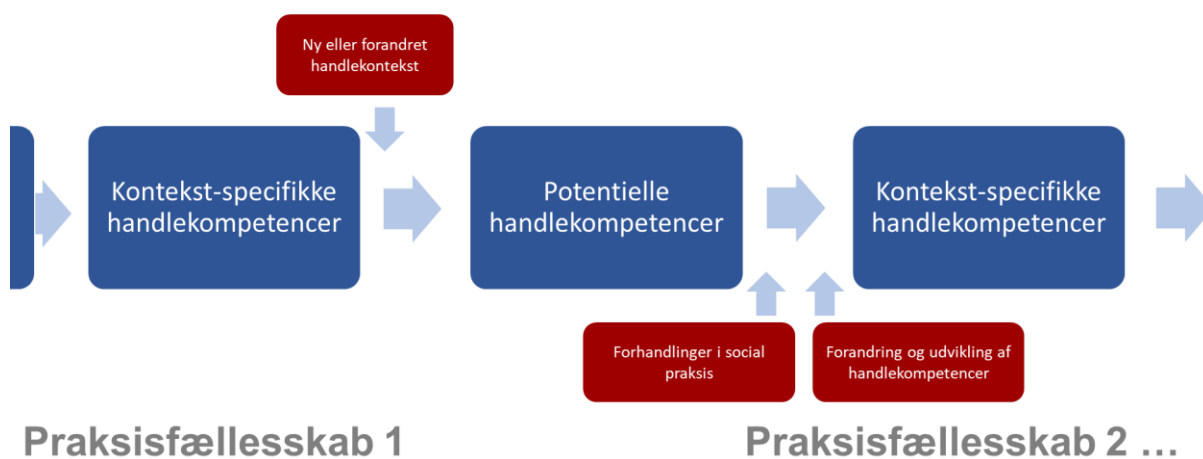 Ny eller forandret
handlekontekst
Kontekst-specifikke
handlekompetencer
Potentielle
handlekompetencer
Kontekst-specifikke
handlekompetencer
Forhandlinger i social
praksis
Forandring og udvikling af
handlekompetencer
Praksisfællesskab 1
Praksisfællesskab 2 ...